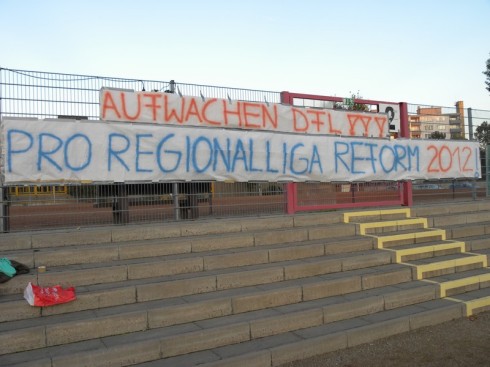 AUFWACHEN DFL !!!
PRO REGIONALLIGA REFORM 2012!